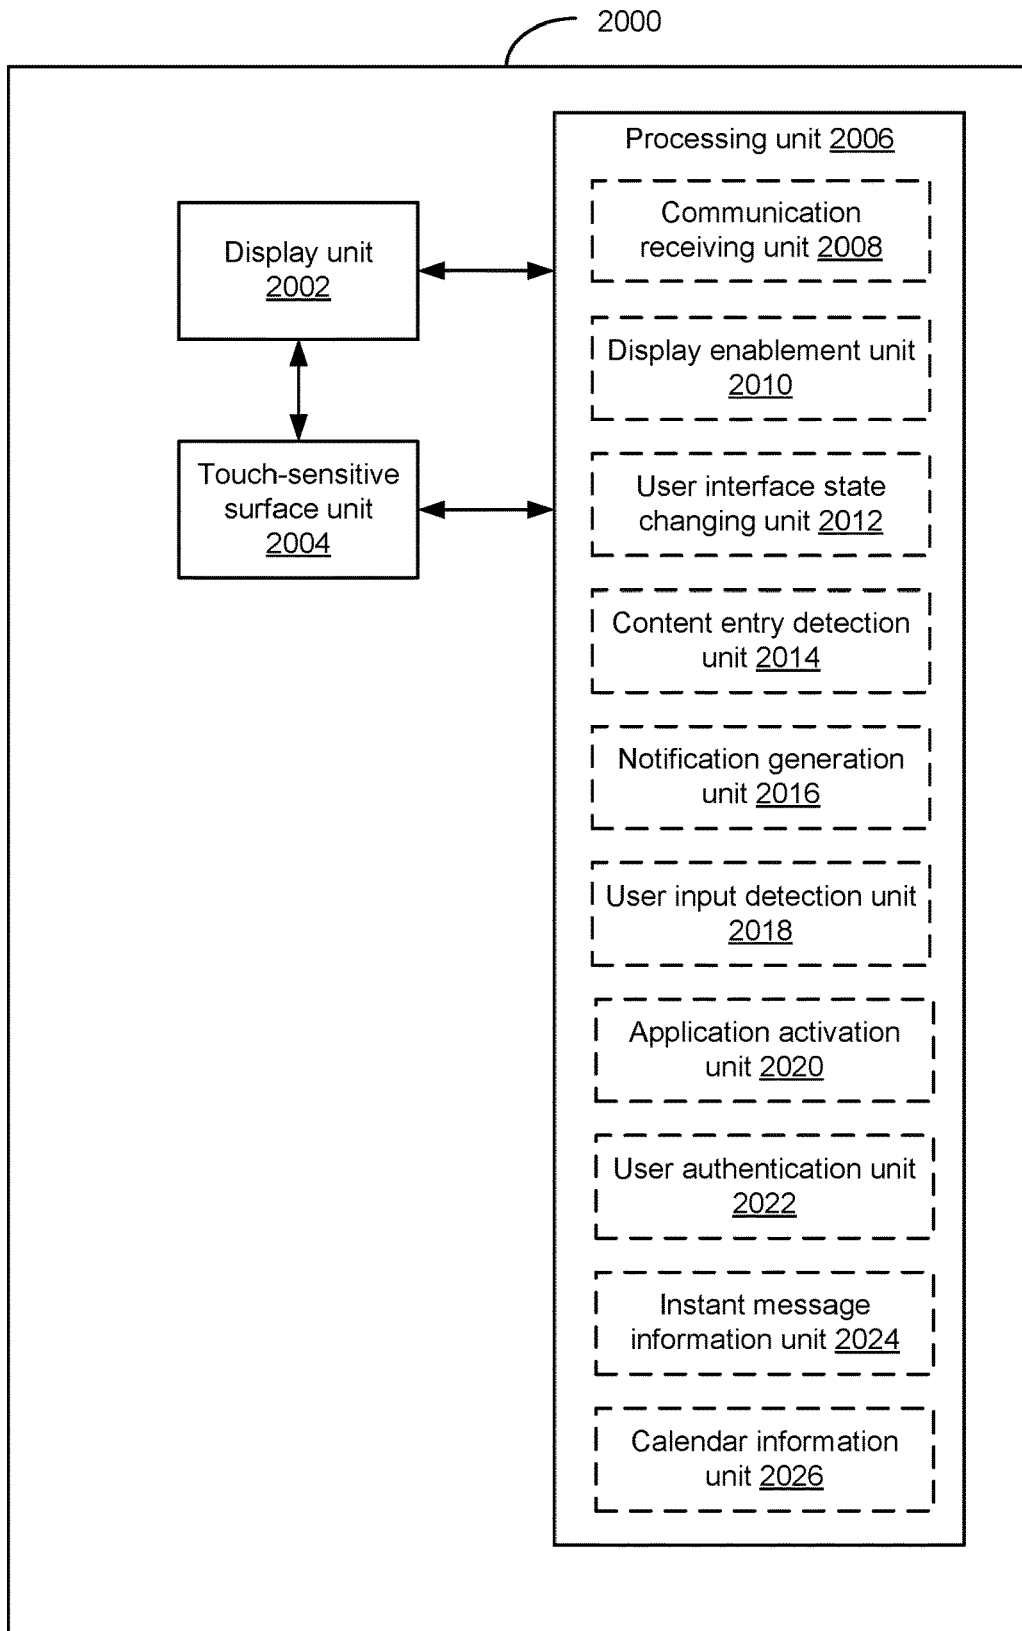 2000
Processing unit 2006
Communication
receiving unit 2008
Display unit
2002
Display enablement unit
2010
Touch-sensitive
surface unit
2004
User interface state
changing unit 2012
Content entry detection
unit 2014
Notification generation
unit 2016
User input detection unit
2018
Application activation
unit 2020
User authentication unit
2022
Instant message
information unit 2024
Calendar information
unit 2026